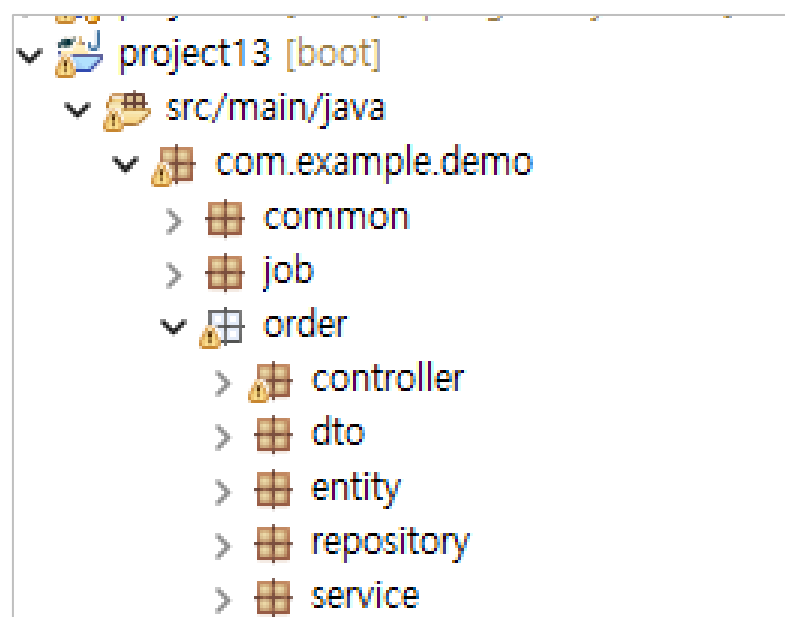 project13 [boot]
src/main/java
com.example.demo
common
job
order
controller
dto
entity
repository
service